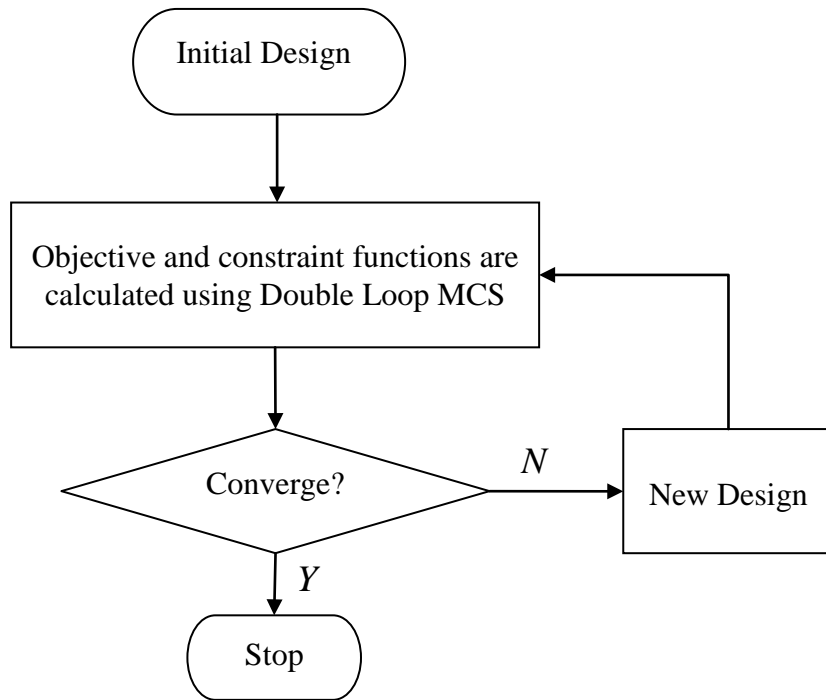 Initial Design
Objective and constraint functions are
calculated using Double Loop MCS
Converge?
N
New Design
Y
Stop